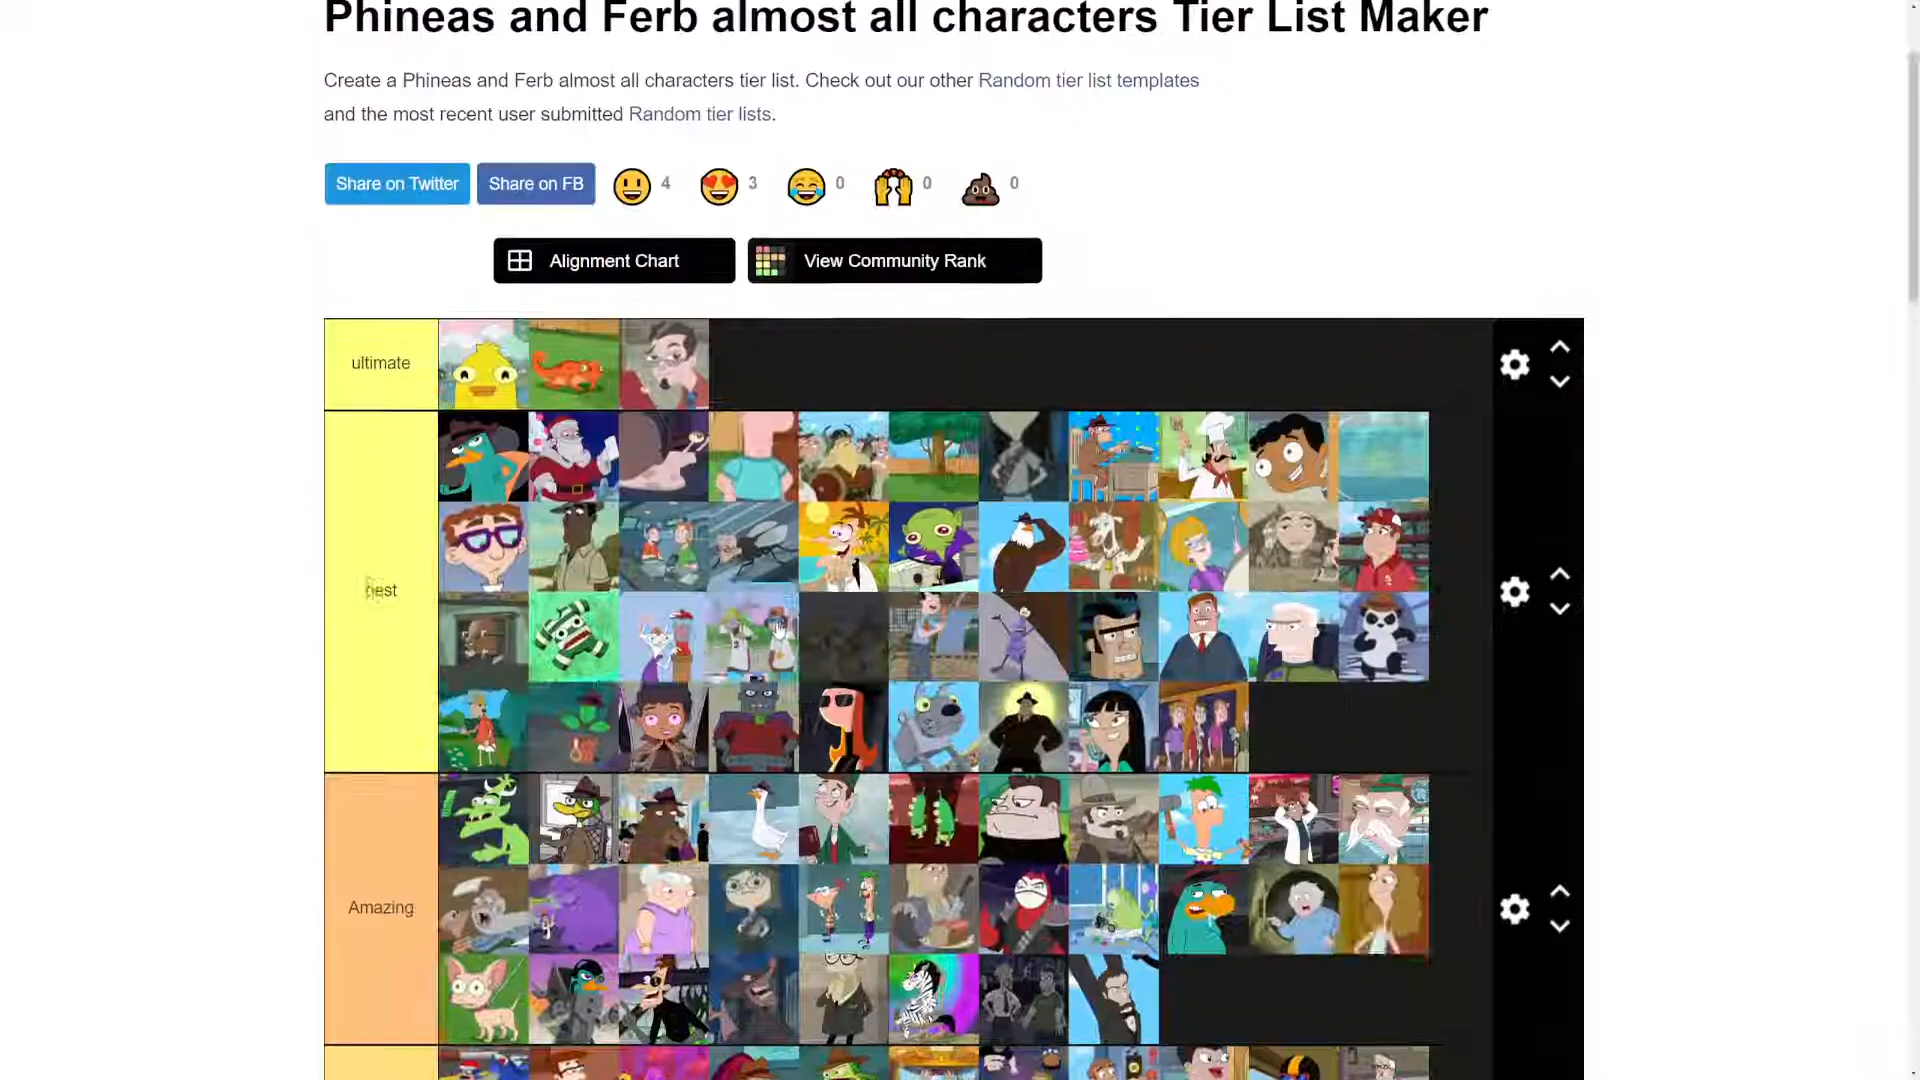 Phineas and Ferb almost all characters Tier List Maker
Create a Phineas and Ferb almost all characters tier list. Check out our other Random tier list templates
and the most recent user submitted Random tier lists.
Share on Twitter
Share on FB
4
3
0
0
0
Alignment Chart
View Community Rank
ultimate
best
Amazing